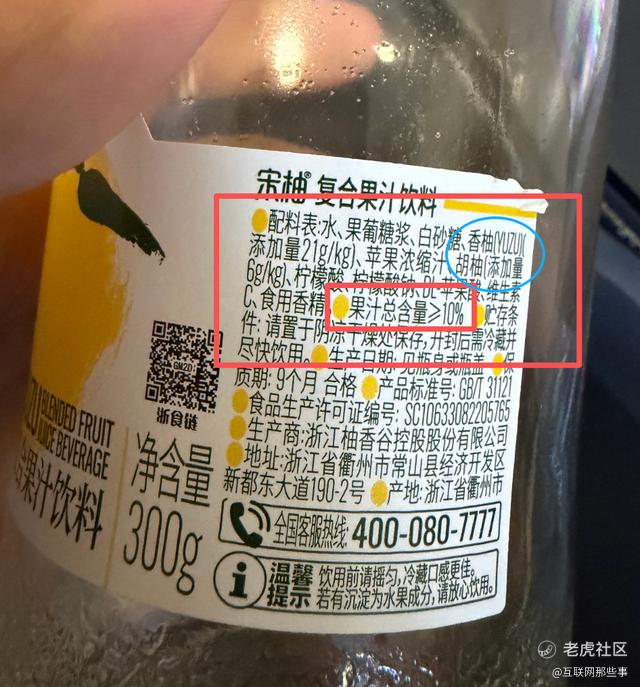 宋柚® 复合果汁饮料
配料表:水、果葡糖浆、白砂糖、香柚(YUZU)(
添加量21g/kg)、苹果浓缩汁、胡柚(添加量
6g/kg)、柠檬酸、柠檬酸钠、DL-苹果酸、维生素
C、食用香精 果汁总含量≥10% 贮存条
件: 请置于阴凉干燥处保存,开封后需冷藏并
尽快饮用。 生产日期: 见瓶身或瓶盖 保
质期: 9个月 合格 产品标准号: GB/T 31121
食品生产许可证编号: SC10633082205765
生产商: 浙江柚香谷控股股份有限公司
地址: 浙江省衢州市常山县经济开发区
新都东大道190-2号 产地: 浙江省衢州市
全国客服热线: 400-080-7777
温馨提示
饮用前请摇匀,冷藏口感更佳。
若有沉淀为水果成分,请放心饮用。
GM2D
浙食链
BLENDED FRUIT
JUICE BEVERAGE
果汁饮料
净含量
300g
老虎社区
@互联网那些事